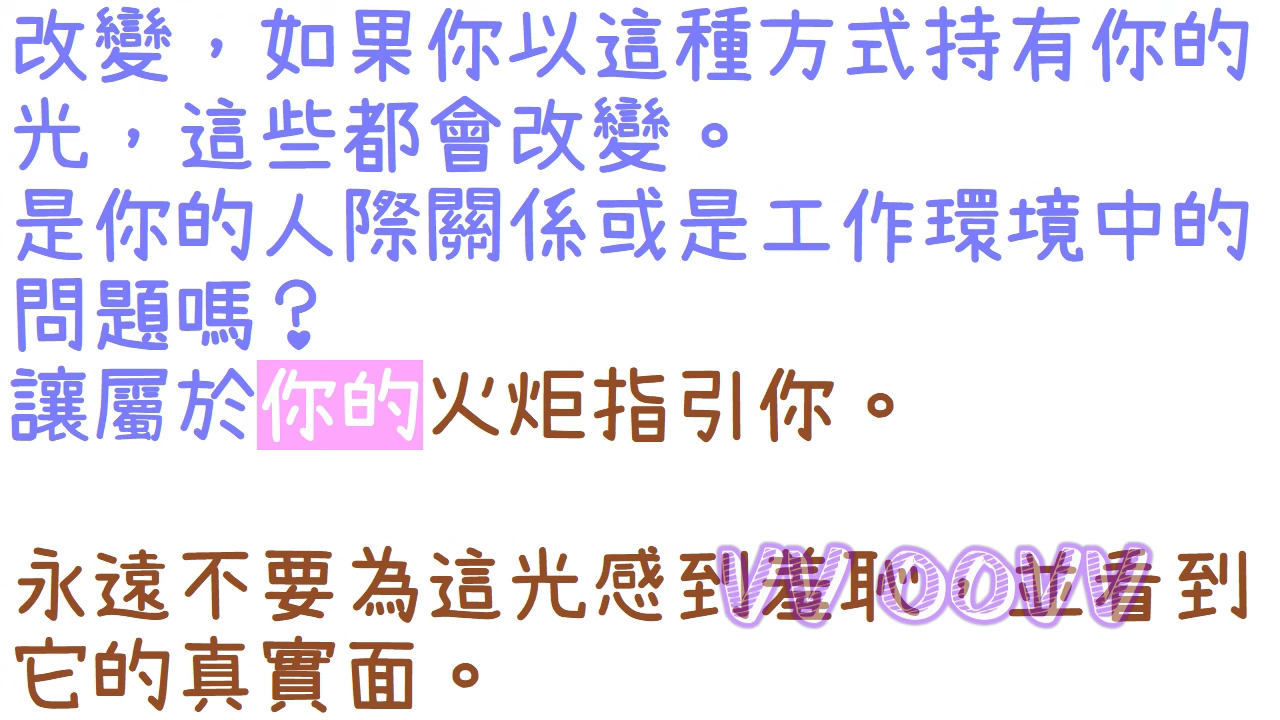 改變，如果你以這種方式持有你的
光，這些都會改變。
是你的人際關係或是工作環境中的
問題嗎？
讓屬於你的火炬指引你。
永遠不要為這光感到羞恥，並看到
它的真實面。
VV OOVV